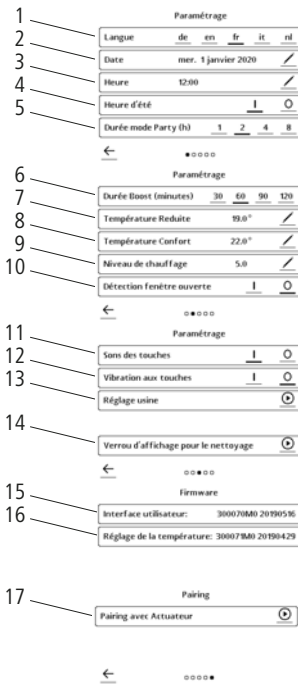 Paramétrage
1 Langue de en fr it nl
2 Date mer. 1 janvier 2020
3 Heure 12:00
4 Heure d'été I O
5 Durée mode Party (h) 1 2 4 8
Paramétrage
6 Durée Boost (minutes) 30 60 90 120
7 Température Reduite 19.0°
8 Température Confort 22.0°
9 Niveau de chauffage 5.0
10 Détection fenêtre ouverte I O
Paramétrage
11 Sons des touches I O
12 Vibration aux touches I O
13 Réglage usine
14 Verrou d'affichage pour le nettoyage
Firmware
15 Interface utilisateur: 300070M0 20190516
16 Réglage de la température: 300071M0 20190429
Pairing
17 Pairing avec Actuateur